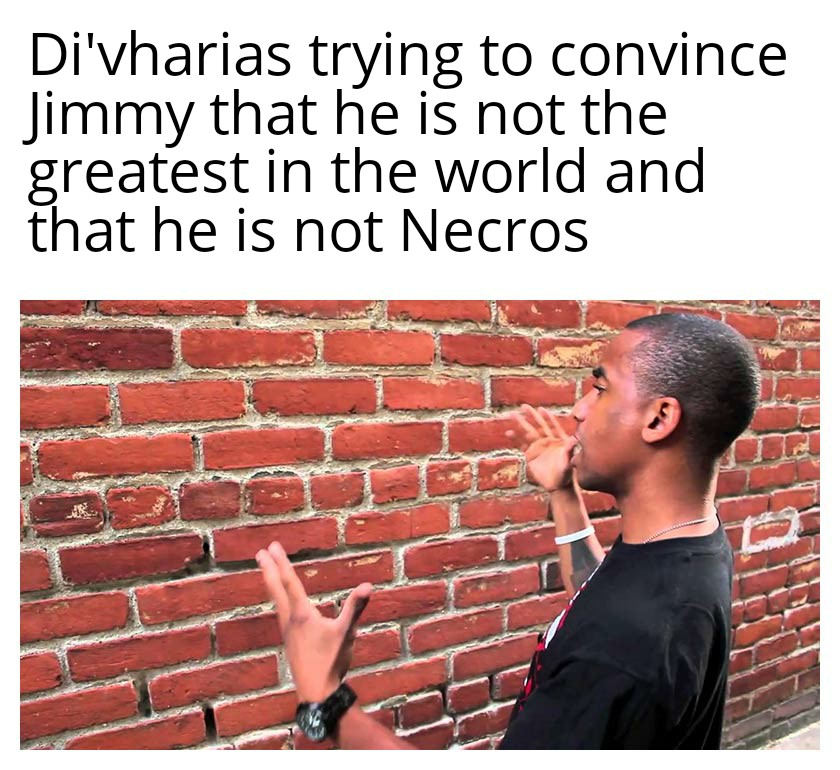 Di'vharias trying to convince
Jimmy that he is not the
greatest in the world and
that he is not Necros